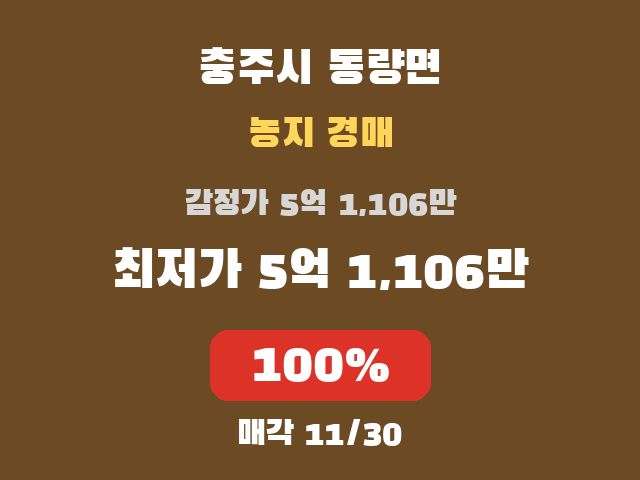 충주시 동량면
농지 경매
감정가 5억 1,106만
최저가 5억 1,106만
100%
매각 11/30